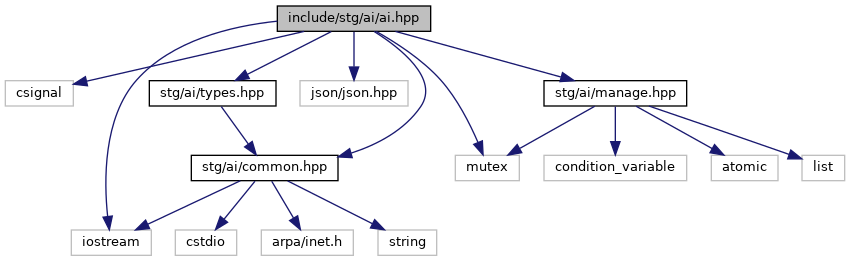 include/stg/ai/ai.hpp
csignal
stg/ai/types.hpp
json/json.hpp
stg/ai/manage.hpp
stg/ai/common.hpp
mutex
condition_variable
atomic
list
iostream
cstdio
arpa/inet.h
string